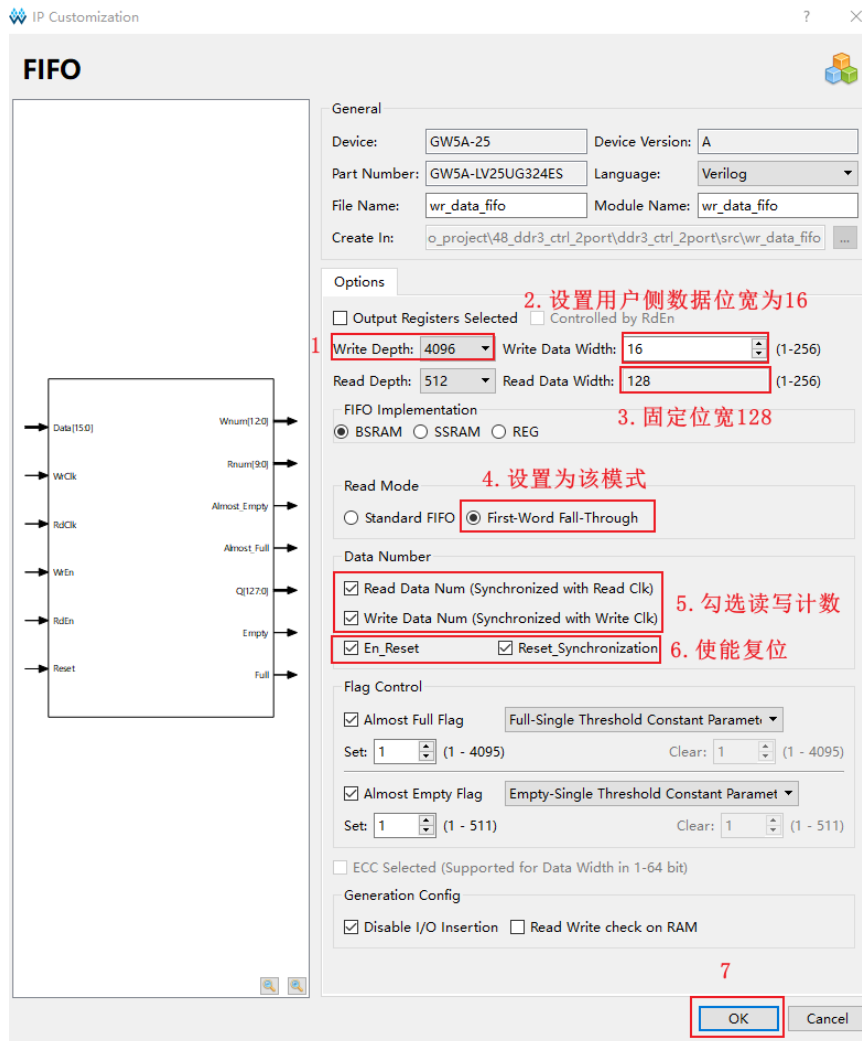 IP Customization
FIFO
General
Device: GW5A-25 Device Version: A
Part Number: GW5A-LV25UG324ES Language: Verilog
File Name: wr_data_fifo Module Name: wr_data_fifo
Create In: o_project\48_ddr3_ctrl_2port\ddr3_ctrl_2port\src\wr_data_fifo ...
Options
2. 设置用户侧数据位宽为16
Output Registers Selected Controlled by RdEn
1 Write Depth: 4096 Write Data Width: 16 (1-256)
Read Depth: 512 Read Data Width: 128 (1-256)
3. 固定位宽128
FIFO Implementation
BSRAM SSRAM REG
4. 设置为该模式
Read Mode
Standard FIFO First-Word Fall-Through
Data Number
Read Data Num (Synchronized with Read Clk)
5. 勾选读写计数
Write Data Num (Synchronized with Write Clk)
En_Reset Reset_Synchronization 6. 使能复位
Flag Control
Almost Full Flag Full-Single Threshold Constant Paramete
Set: 1 (1 - 4095) Clear: 1 (1 - 4095)
Almost Empty Flag Empty-Single Threshold Constant Paramet
Set: 1 (1 - 511) Clear: 1 (1 - 511)
ECC Selected (Supported for Data Width in 1-64 bit)
Generation Config
Disable I/O Insertion Read Write check on RAM
7
OK Cancel
Data[15:0]
WrClk
RdClk
WrEn
RdEn
Reset
Wnum[12:0]
Rnum[9:0]
Almost_Empty
Almost_Full
Q[127:0]
Empty
Full